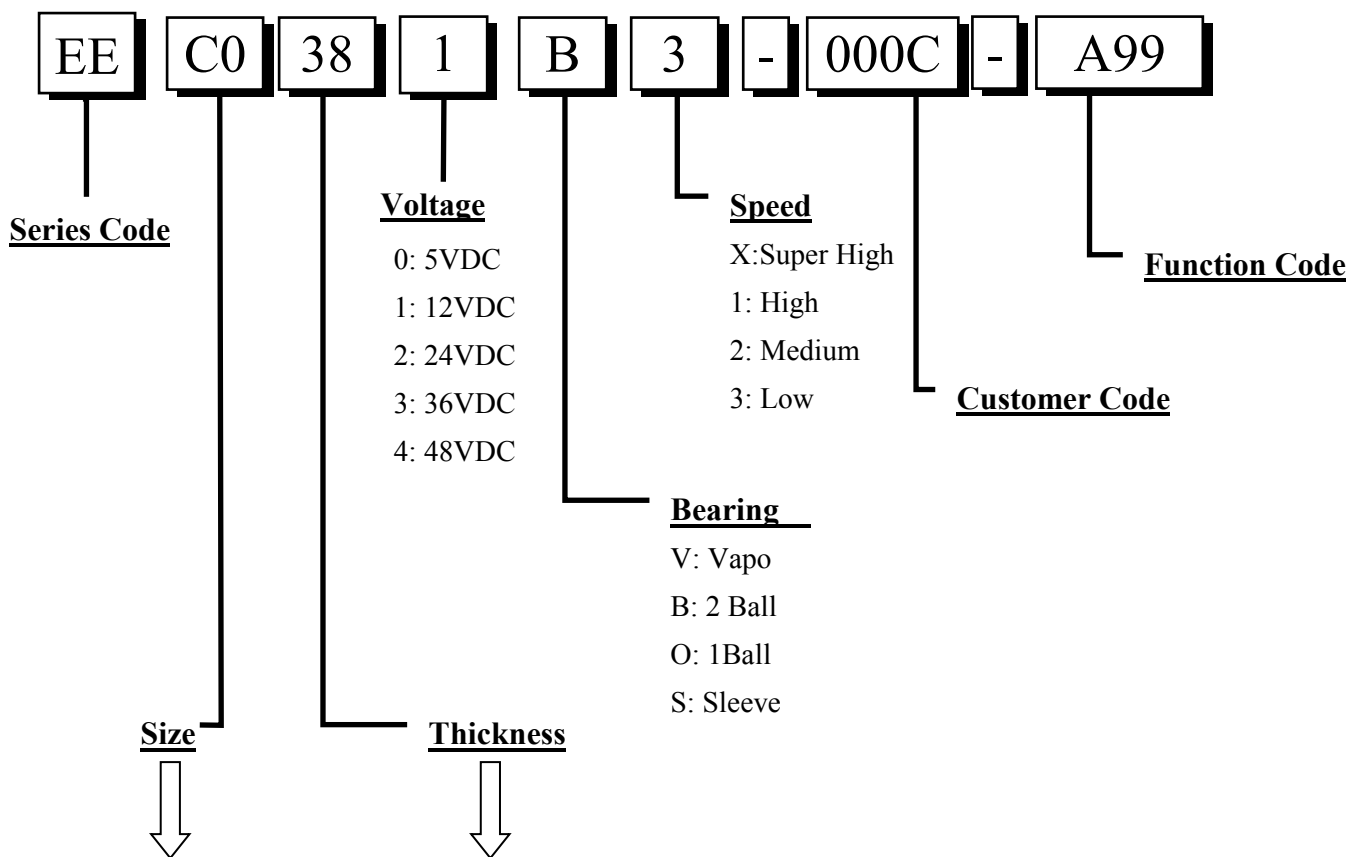 EE C0 38 1 B 3 - 000C - A99
Series Code
Voltage
0: 5VDC
1: 12VDC
2: 24VDC
3: 36VDC
4: 48VDC
Speed
X:Super High
1: High
2: Medium
3: Low
Function Code
Customer Code
Bearing
V: Vapo
B: 2 Ball
O: 1Ball
S: Sleeve
Size
Thickness